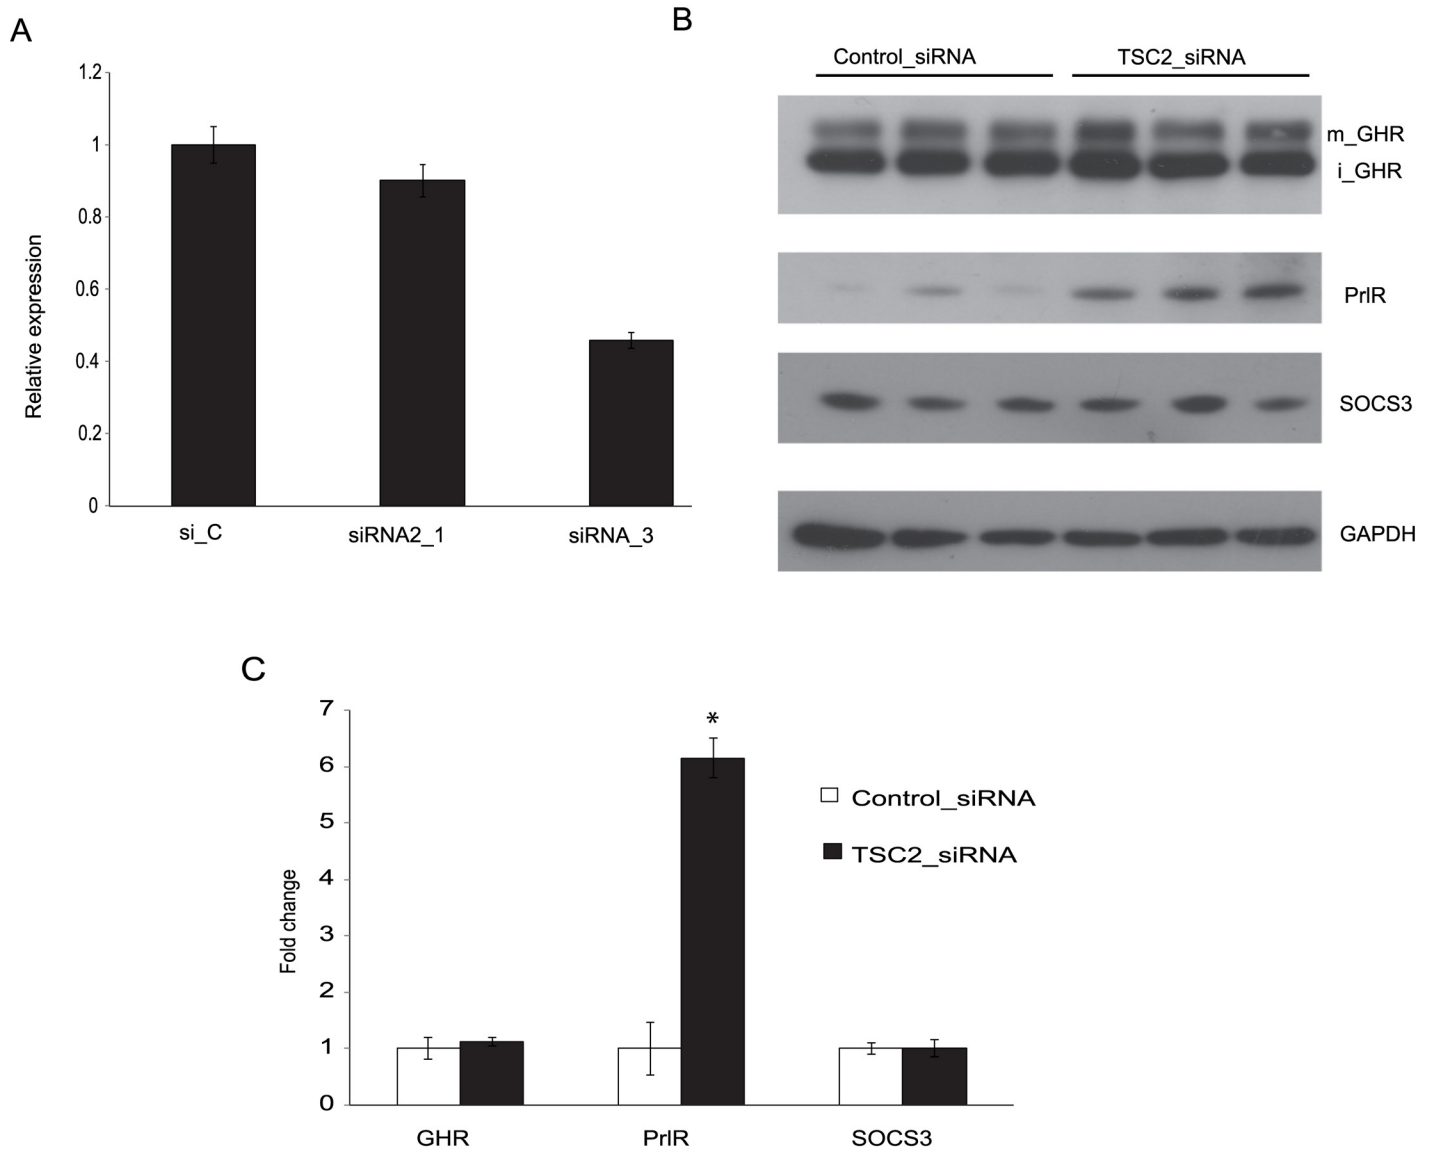 A
1.2
1
0.8
0.6
0.4
0.2
0
Relative expression
si_C
siRNA2_1
siRNA_3
B
Control_siRNA
TSC2_siRNA
m_GHR
i_GHR
PrlR
SOCS3
GAPDH
C
7
6
5
4
3
2
1
0
Fold change
*
Control_siRNA
TSC2_siRNA
GHR
PrlR
SOCS3